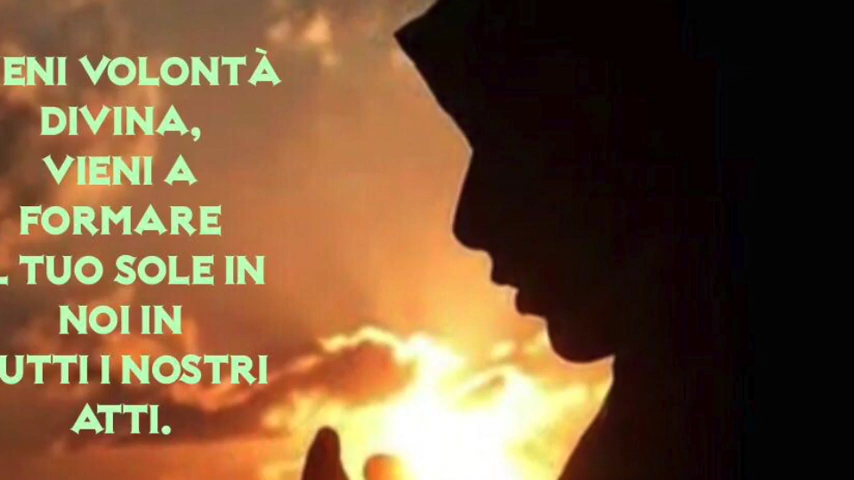 ENI VOLONTÀ
DIVINA,
VIENI A
FORMARE
L TUO SOLE IN
NOI IN
UTTI I NOSTRI
ATTI.